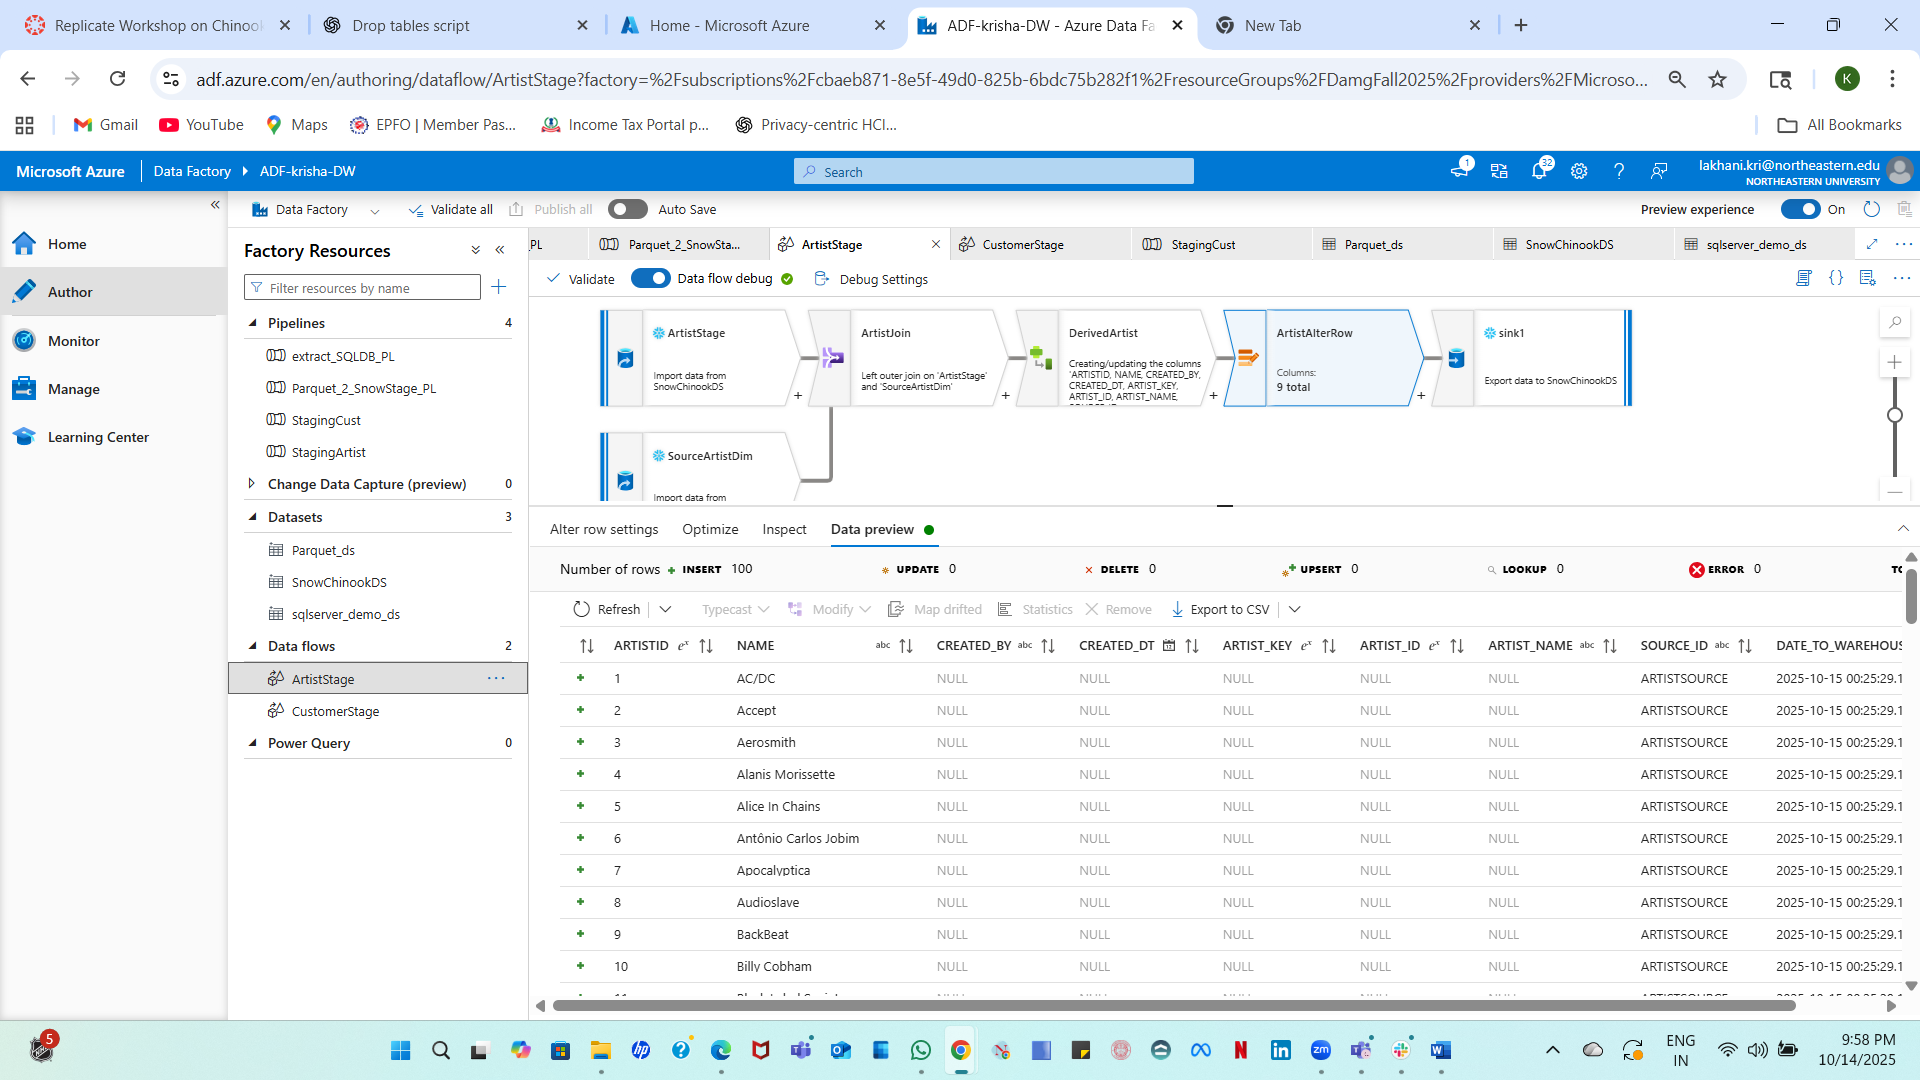 Replicate Workshop on Chinook
Drop tables script
Home - Microsoft Azure
ADF-krisha-DW - Azure Data Fa
New Tab
adf.azure.com/en/authoring/dataflow/ArtistStage?factory=%2Fsubscriptions%2Fcbaeb871-8e5f-49d0-825b-6bdc75b282f1%2FresourceGroups%2FDamgFall2025%2Fproviders%2FMicroso...
K
Gmail
YouTube
Maps
EPFO | Member Pas...
Income Tax Portal p...
Privacy-centric HCI...
All Bookmarks
Microsoft Azure
Data Factory
ADF-krisha-DW
Search
1
32
lakhani.kri@northeastern.edu
NORTHEASTERN UNIVERSITY
Home
Author
Monitor
Manage
Learning Center
Data Factory
Validate all
Publish all
Auto Save
Preview experience
On
Factory Resources
Filter resources by name
Pipelines 4
extract_SQLDB_PL
Parquet_2_SnowStage_PL
StagingCust
StagingArtist
Change Data Capture (preview) 0
Datasets 3
Parquet_ds
SnowChinookDS
sqlserver_demo_ds
Data flows 2
ArtistStage
CustomerStage
Power Query 0
_PL
Parquet_2_SnowSta...
ArtistStage
CustomerStage
StagingCust
Parquet_ds
SnowChinookDS
sqlserver_demo_ds
Validate
Data flow debug
Debug Settings
ArtistStage
Import data from
SnowChinookDS
ArtistJoin
Left outer join on 'ArtistStage'
and 'SourceArtistDim'
DerivedArtist
Creating/updating the columns
'ARTISTID, NAME, CREATED_BY,
CREATED_DT, ARTIST_KEY,
ARTIST_ID, ARTIST_NAME,
ArtistAlterRow
Columns:
9 total
sink1
Export data to SnowChinookDS
SourceArtistDim
Import data from
Alter row settings
Optimize
Inspect
Data preview
Number of rows
INSERT 100
UPDATE 0
DELETE 0
UPSERT 0
LOOKUP 0
ERROR 0
TO
Refresh
Typecast
Modify
Map drifted
Statistics
Remove
Export to CSV
ARTISTID NAME abc CREATED_BY abc CREATED_DT ARTIST_KEY ARTIST_ID ARTIST_NAME abc SOURCE_ID abc DATE_TO_WAREHOUS
1 AC/DC NULL NULL NULL NULL NULL ARTISTSOURCE 2025-10-15 00:25:29.1
2 Accept NULL NULL NULL NULL NULL ARTISTSOURCE 2025-10-15 00:25:29.1
3 Aerosmith NULL NULL NULL NULL NULL ARTISTSOURCE 2025-10-15 00:25:29.1
4 Alanis Morissette NULL NULL NULL NULL NULL ARTISTSOURCE 2025-10-15 00:25:29.1
5 Alice In Chains NULL NULL NULL NULL NULL ARTISTSOURCE 2025-10-15 00:25:29.1
6 Antônio Carlos Jobim NULL NULL NULL NULL NULL ARTISTSOURCE 2025-10-15 00:25:29.1
7 Apocalyptica NULL NULL NULL NULL NULL ARTISTSOURCE 2025-10-15 00:25:29.1
8 Audioslave NULL NULL NULL NULL NULL ARTISTSOURCE 2025-10-15 00:25:29.1
9 BackBeat NULL NULL NULL NULL NULL ARTISTSOURCE 2025-10-15 00:25:29.1
10 Billy Cobham NULL NULL NULL NULL NULL ARTISTSOURCE 2025-10-15 00:25:29.1
5
ENG
IN
9:58 PM
10/14/2025